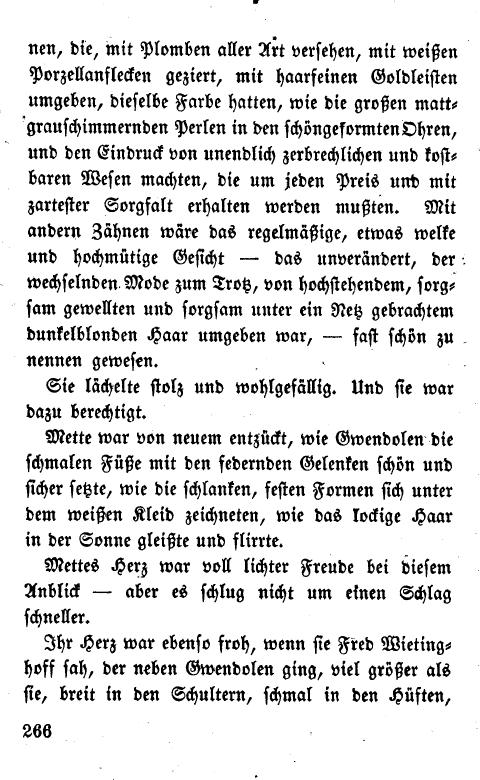 nen, die, mit Plomben aller Art versehen, mit weißen
Porzellanflecken geziert, mit haarfeinen Goldleisten
umgeben, dieselbe Farbe hatten, wie die großen matt-
grauschimmernden Perlen in den schöngeformten Ohren,
und den Eindruck von unendlich zerbrechlichen und kost-
baren Wesen machten, die um jeden Preis und mit
zartester Sorgfalt erhalten werden mußten. Mit
andern Zähnen wäre das regelmäßige, etwas welke
und hochmütige Gesicht — das unverändert, der
wechselnden Mode zum Trotz, von hochstehendem, sorg-
sam gewellten und sorgsam unter ein Netz gebrachtem
dunkelblonden Haar umgeben war, — fast schön zu
nennen gewesen.
Sie lächelte stolz und wohlgefällig. Und sie war
dazu berechtigt.
Mette war von neuem entzückt, wie Gwendolen die
schmalen Füße mit den federnden Gelenken schön und
sicher setzte, wie die schlanken, festen Formen sich unter
dem weißen Kleid zeichneten, wie das lockige Haar
in der Sonne gleißte und flirrte.
Mettes Herz war voll lichter Freude bei diesem
Anblick — aber es schlug nicht um einen Schlag
schneller.
Ihr Herz war ebenso froh, wenn sie Fred Wieting-
hoff sah, der neben Gwendolen ging, viel größer als
sie, breit in den Schultern, schmal in den Hüften,
266